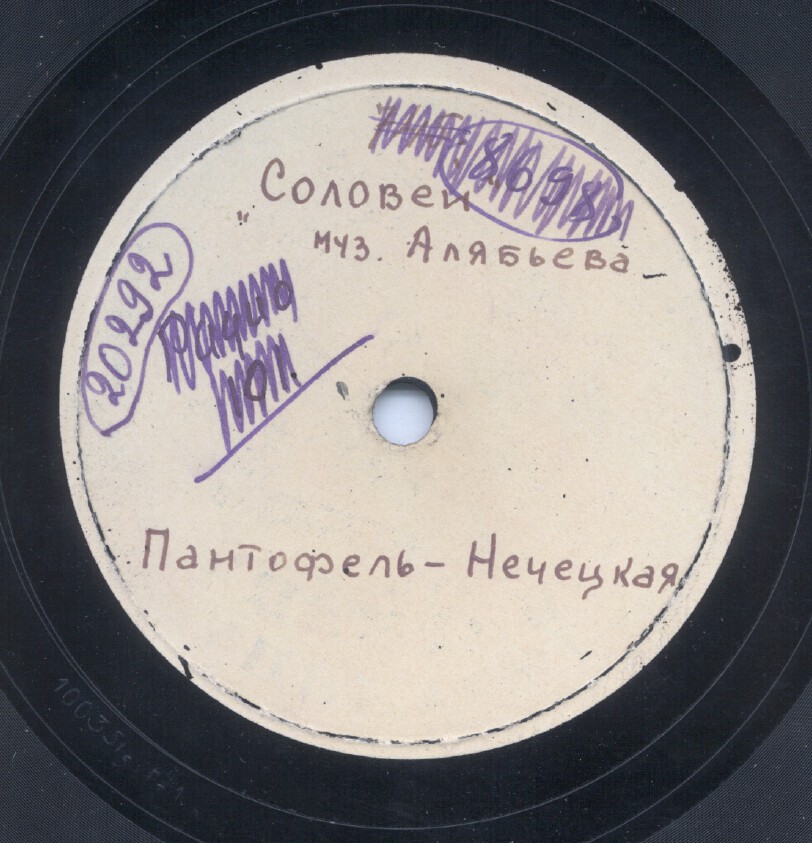 8698
„Соловей"
муз. Алябьева
20292
Пантофель – Нечецкая